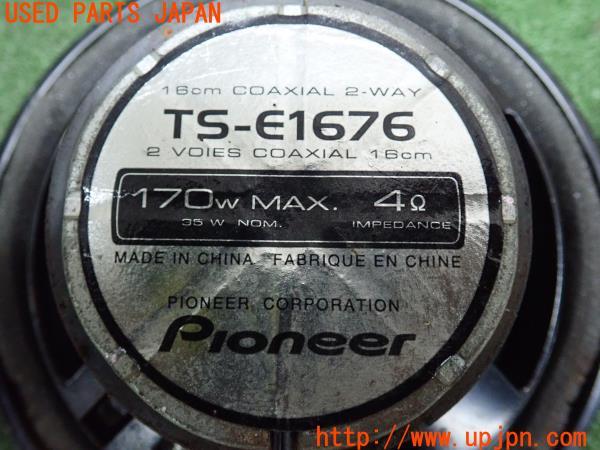 USED PARTS JAPAN
16cm COAXIAL 2-WAY
TS-E1676
2 VOIES COAXIAL 16cm
170W MAX. 4Ω
35 W NOM. IMPEDANCE
MADE IN CHINA FABRIQUE EN CHINE
PIONEER CORPORATION
Pioneer
http://www.upjpn.com/